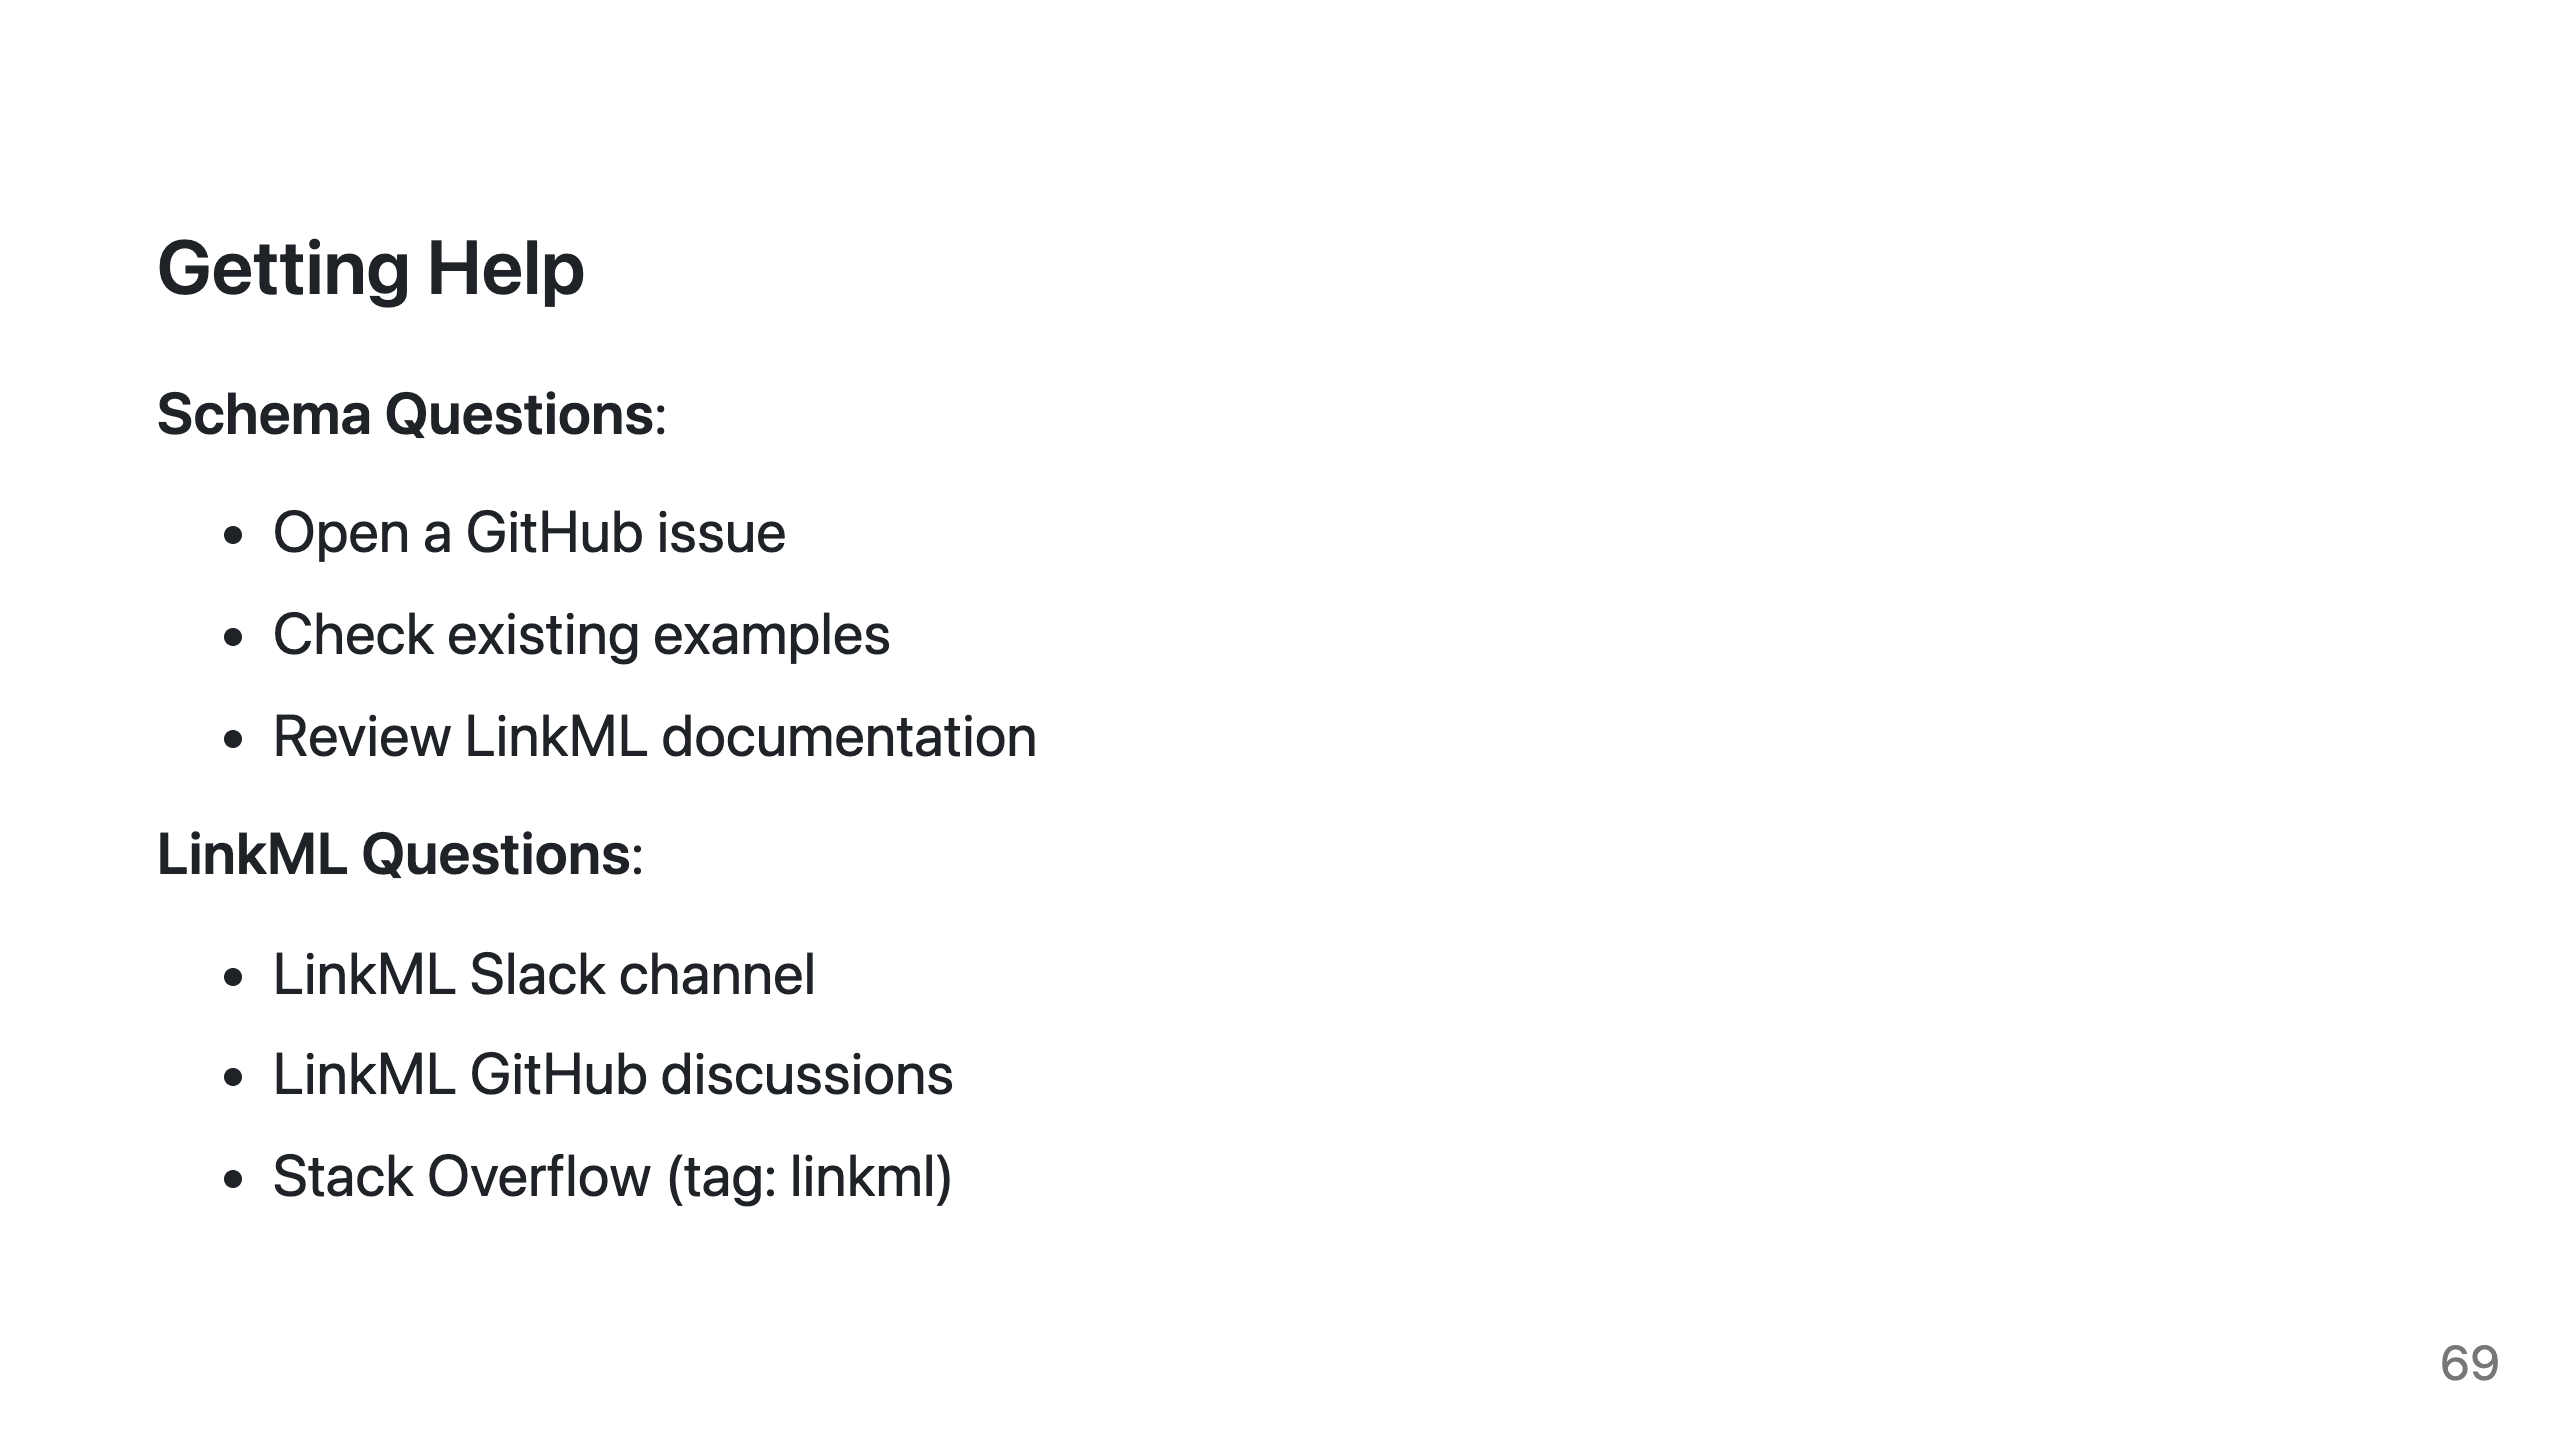 Getting Help
Schema Questions:
• Open a GitHub issue
• Check existing examples
• Review LinkML documentation
LinkML Questions:
• LinkML Slack channel
• LinkML GitHub discussions
• Stack Overflow (tag: linkml)
69